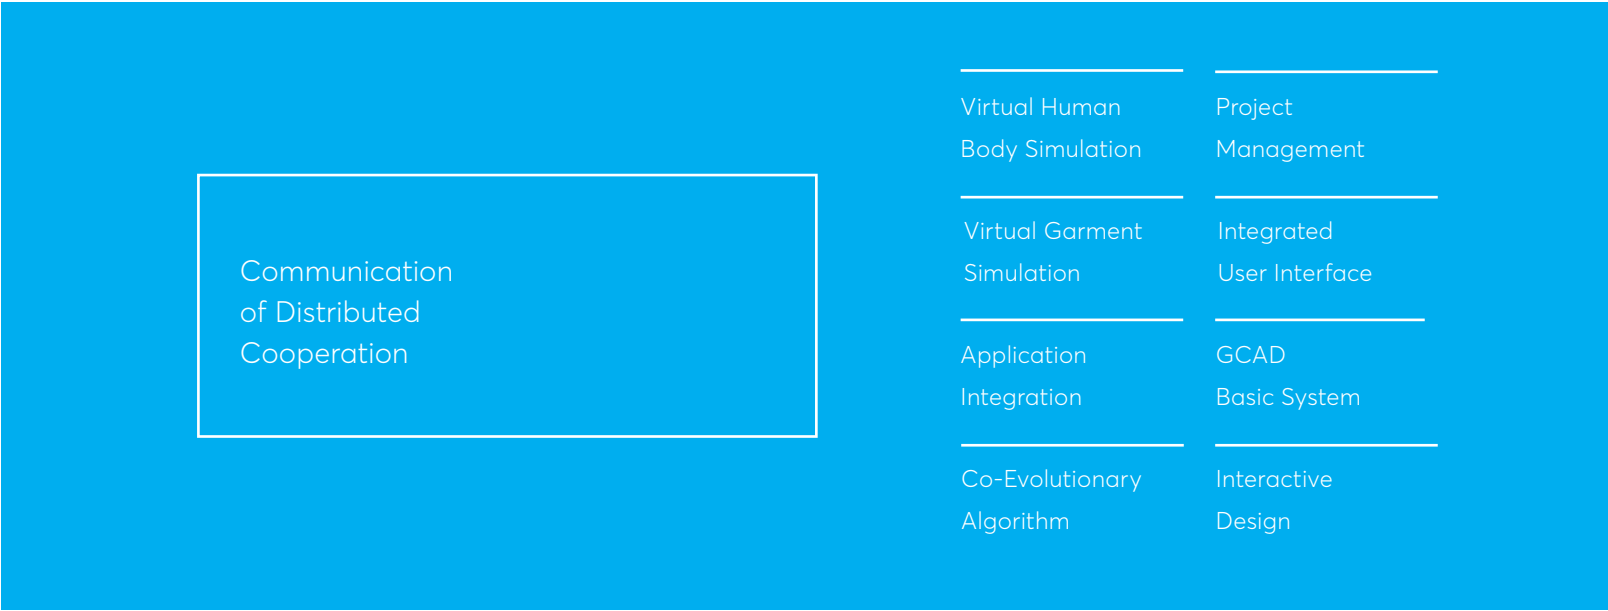 Communication
of Distributed
Cooperation
Virtual Human
Body Simulation
Project
Management
Virtual Garment
Simulation
Integrated
User Interface
Application
Integration
GCAD
Basic System
Co-Evolutionary
Algorithm
Interactive
Design